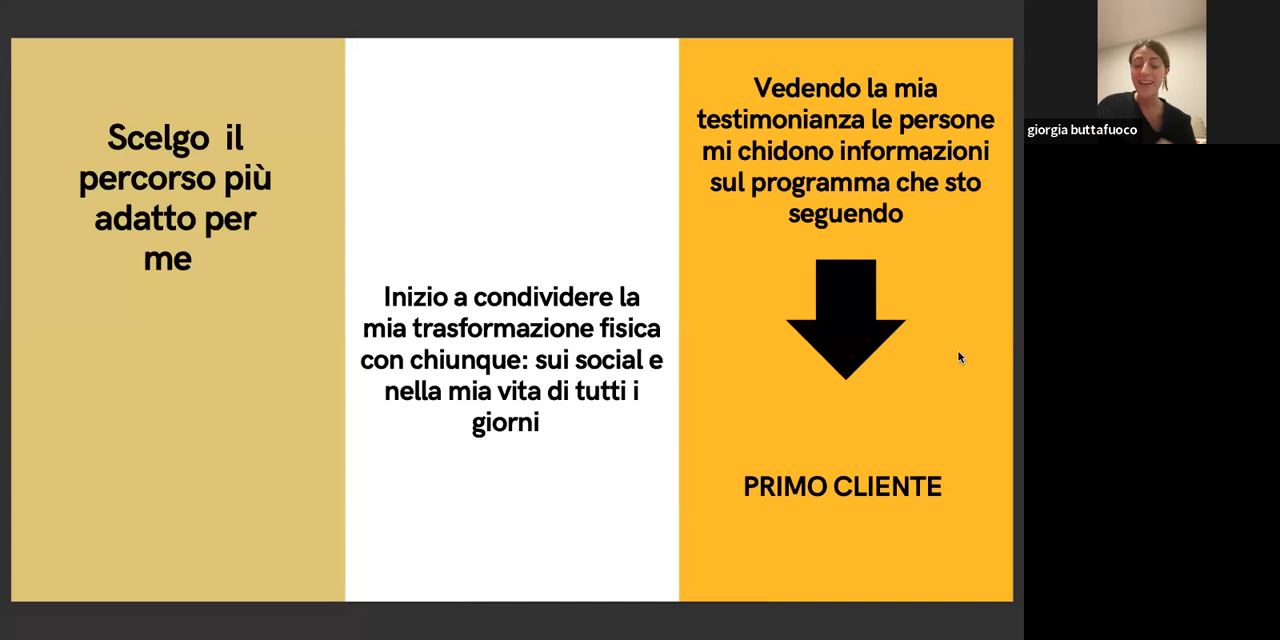 Scelgo  il
percorso più
adatto per
me
Inizio a condividere la
mia trasformazione fisica
con chiunque: sui social e
nella mia vita di tutti i
giorni
Vedendo la mia
testimonianza le persone
mi chidono informazioni
sul programma che sto
seguendo
PRIMO CLIENTE
giorgia buttafuoco